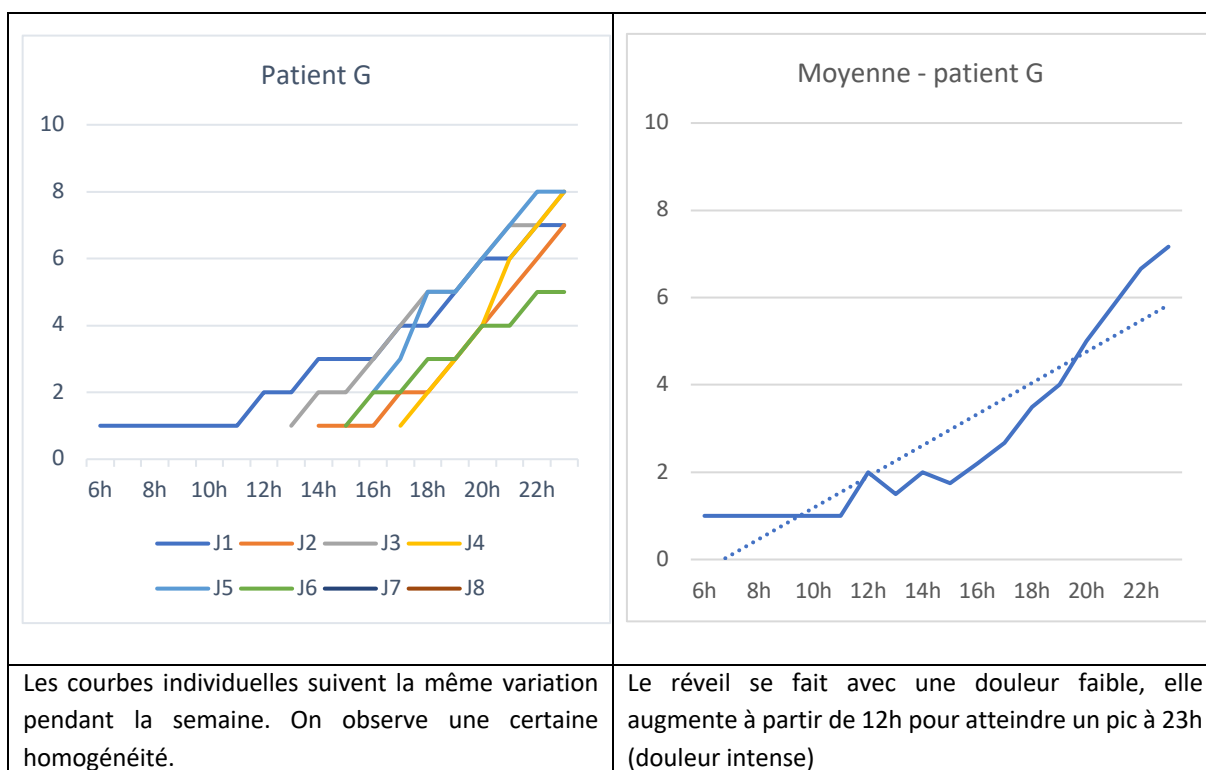 Patient G
10
8
6
4
2
0
6h 8h 10h 12h 14h 16h 18h 20h 22h
J1 J2 J3 J4
J5 J6 J7 J8
Moyenne - patient G
10
8
6
4
2
0
6h 8h 10h 12h 14h 16h 18h 20h 22h
Les courbes individuelles suivent la même variation
pendant la semaine. On observe une certaine
homogénéité.
Le réveil se fait avec une douleur faible, elle
augmente à partir de 12h pour atteindre un pic à 23h
(douleur intense)